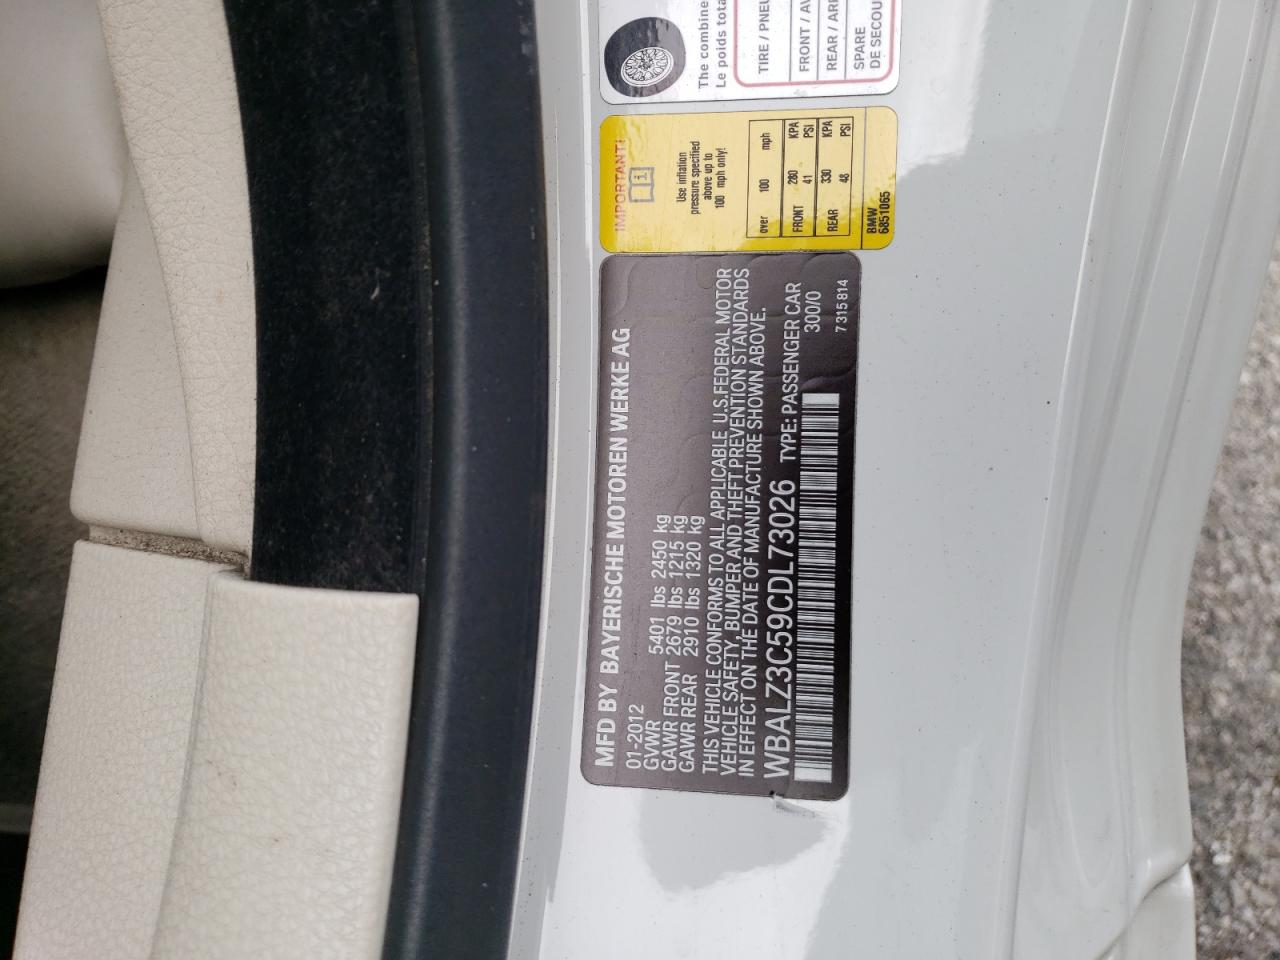 MFD BY BAYERISCHE MOTOREN WERKE AG
01-2012
GVWR 5401 lbs 2450 kg
GAWR FRONT 2679 lbs 1215 kg
GAWR REAR 2910 lbs 1320 kg
THIS VEHICLE CONFORMS TO ALL APPLICABLE U.S.FEDERAL MOTOR
VEHICLE SAFETY, BUMPER AND THEFT PREVENTION STANDARDS
IN EFFECT ON THE DATE OF MANUFACTURE SHOWN ABOVE.
WBALZ3C59CDL73026 TYPE: PASSENGER CAR
300/0
7 315 814
IMPORTANT!
i
Use inflation
pressure specified
above up to
100 mph only!
over 100 mph
FRONT 280 KPA
41 PSI
REAR 330 KPA
48 PSI
BMW
6851065
The combine
Le poids tota
TIRE / PNEU
FRONT / AV
REAR / ARR
SPARE
DE SECOU